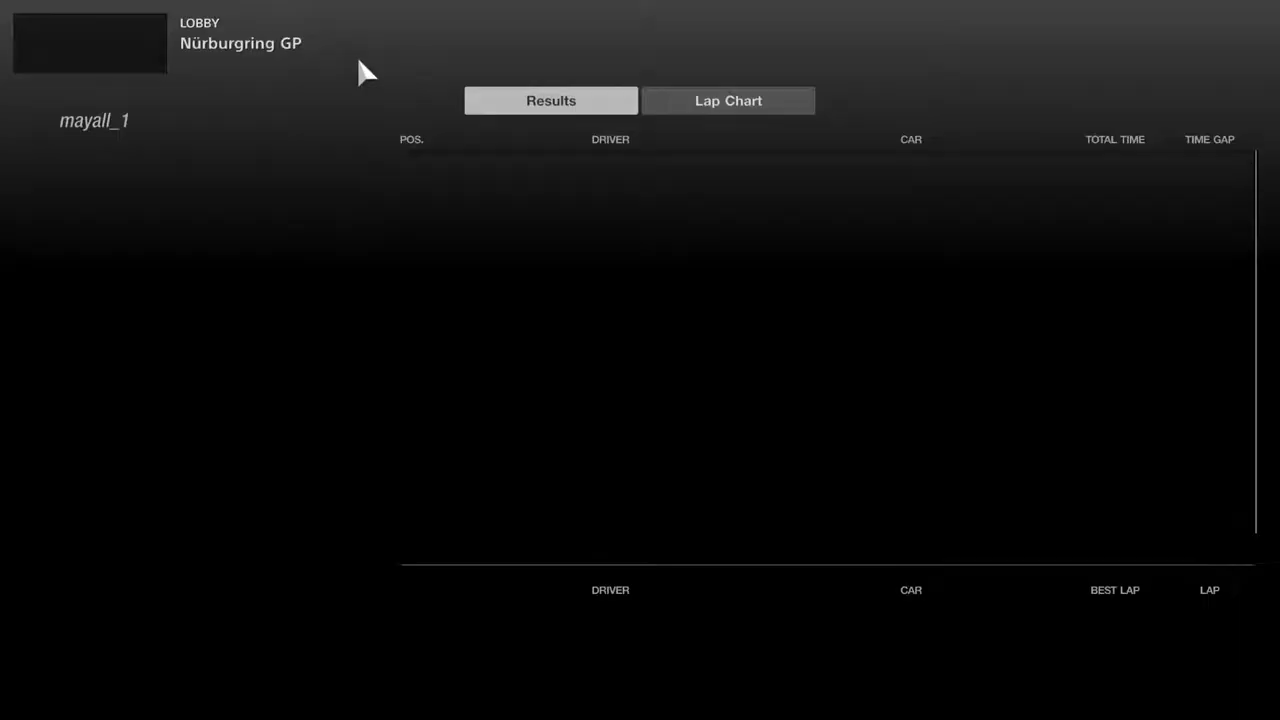 LOBBY
Nürburgring GP
mayall_1
Results Lap Chart
POS. DRIVER CAR TOTAL TIME TIME GAP
DRIVER CAR BEST LAP LAP